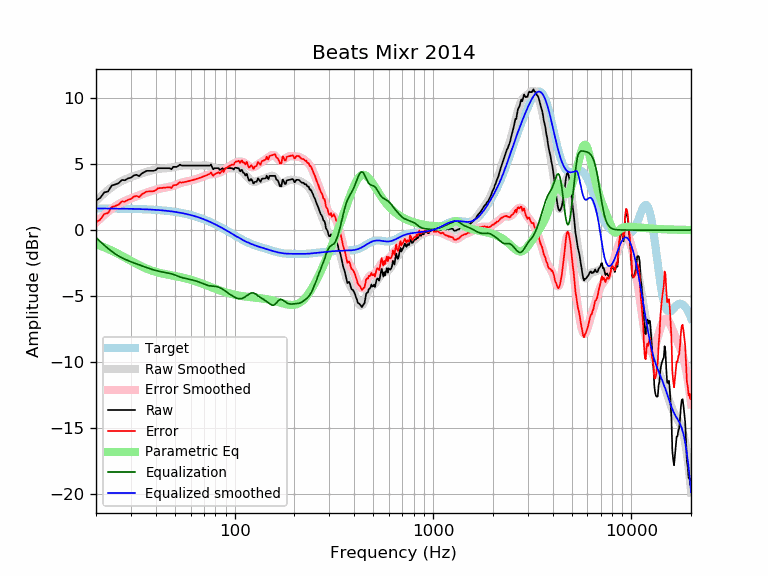 Beats Mixr 2014
Amplitude (dBr)
10
5
0
−5
−10
−15
−20
Target
Raw Smoothed
Error Smoothed
Raw
Error
Parametric Eq
Equalization
Equalized smoothed
100
1000
10000
Frequency (Hz)